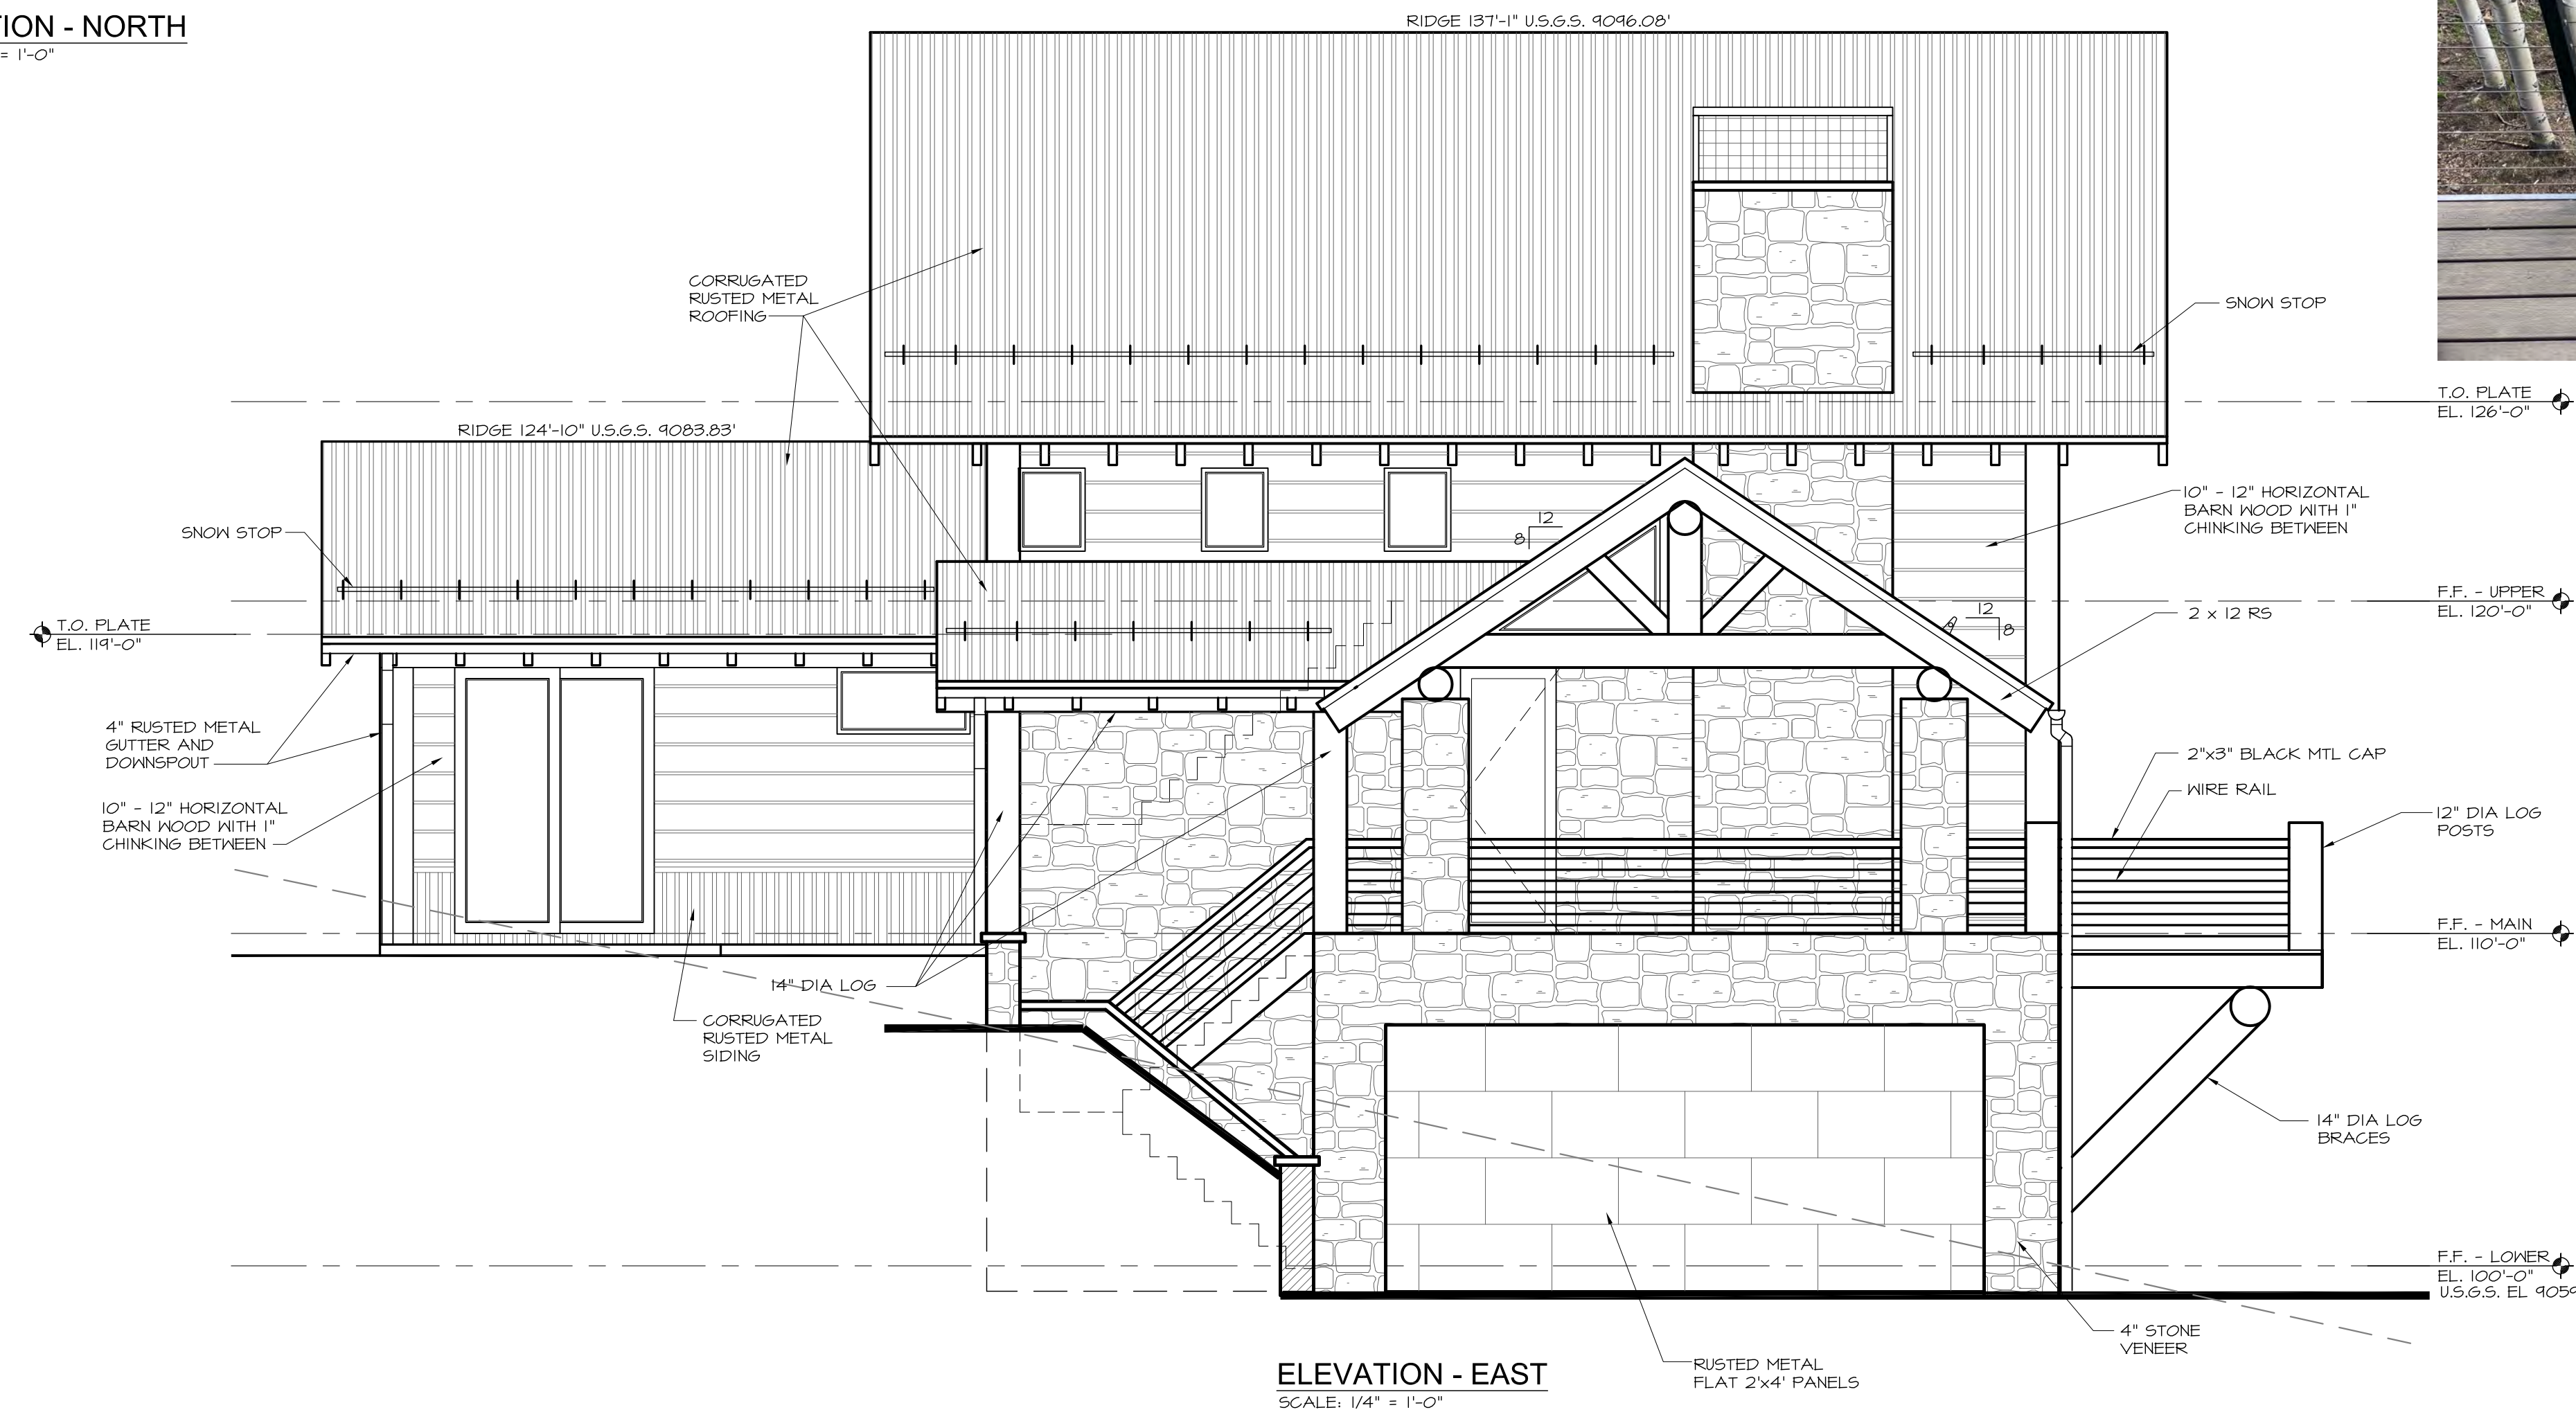 TION - NORTH
= 1'-0"
RIDGE 137'-1" U.S.G.S. 9096.08'
CORRUGATED
RUSTED METAL
ROOFING
SNOW STOP
T.O. PLATE
EL. 126'-0"
RIDGE 124'-10" U.S.G.S. 9083.83'
10" - 12" HORIZONTAL
BARN WOOD WITH 1"
CHINKING BETWEEN
SNOW STOP
12
8
F.F. - UPPER
EL. 120'-0"
12
8
2 x 12 RS
T.O. PLATE
EL. 119'-0"
4" RUSTED METAL
GUTTER AND
DOWNSPOUT
2"x3" BLACK MTL CAP
WIRE RAIL
10" - 12" HORIZONTAL
BARN WOOD WITH 1"
CHINKING BETWEEN
12" DIA LOG
POSTS
F.F. - MAIN
EL. 110'-0"
14" DIA LOG
CORRUGATED
RUSTED METAL
SIDING
14" DIA LOG
BRACES
F.F. - LOWER
EL. 100'-0"
U.S.G.S. EL 9059
4" STONE
VENEER
RUSTED METAL
FLAT 2'x4' PANELS
ELEVATION - EAST
SCALE: 1/4" = 1'-0"